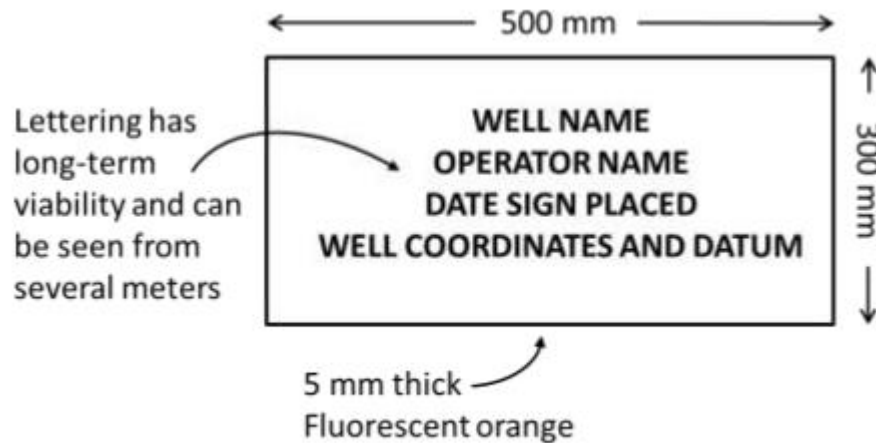 500 mm
Lettering has
long-term
viability and can
be seen from
several meters
WELL NAME
OPERATOR NAME
DATE SIGN PLACED
WELL COORDINATES AND DATUM
300 mm
5 mm thick
Fluorescent orange